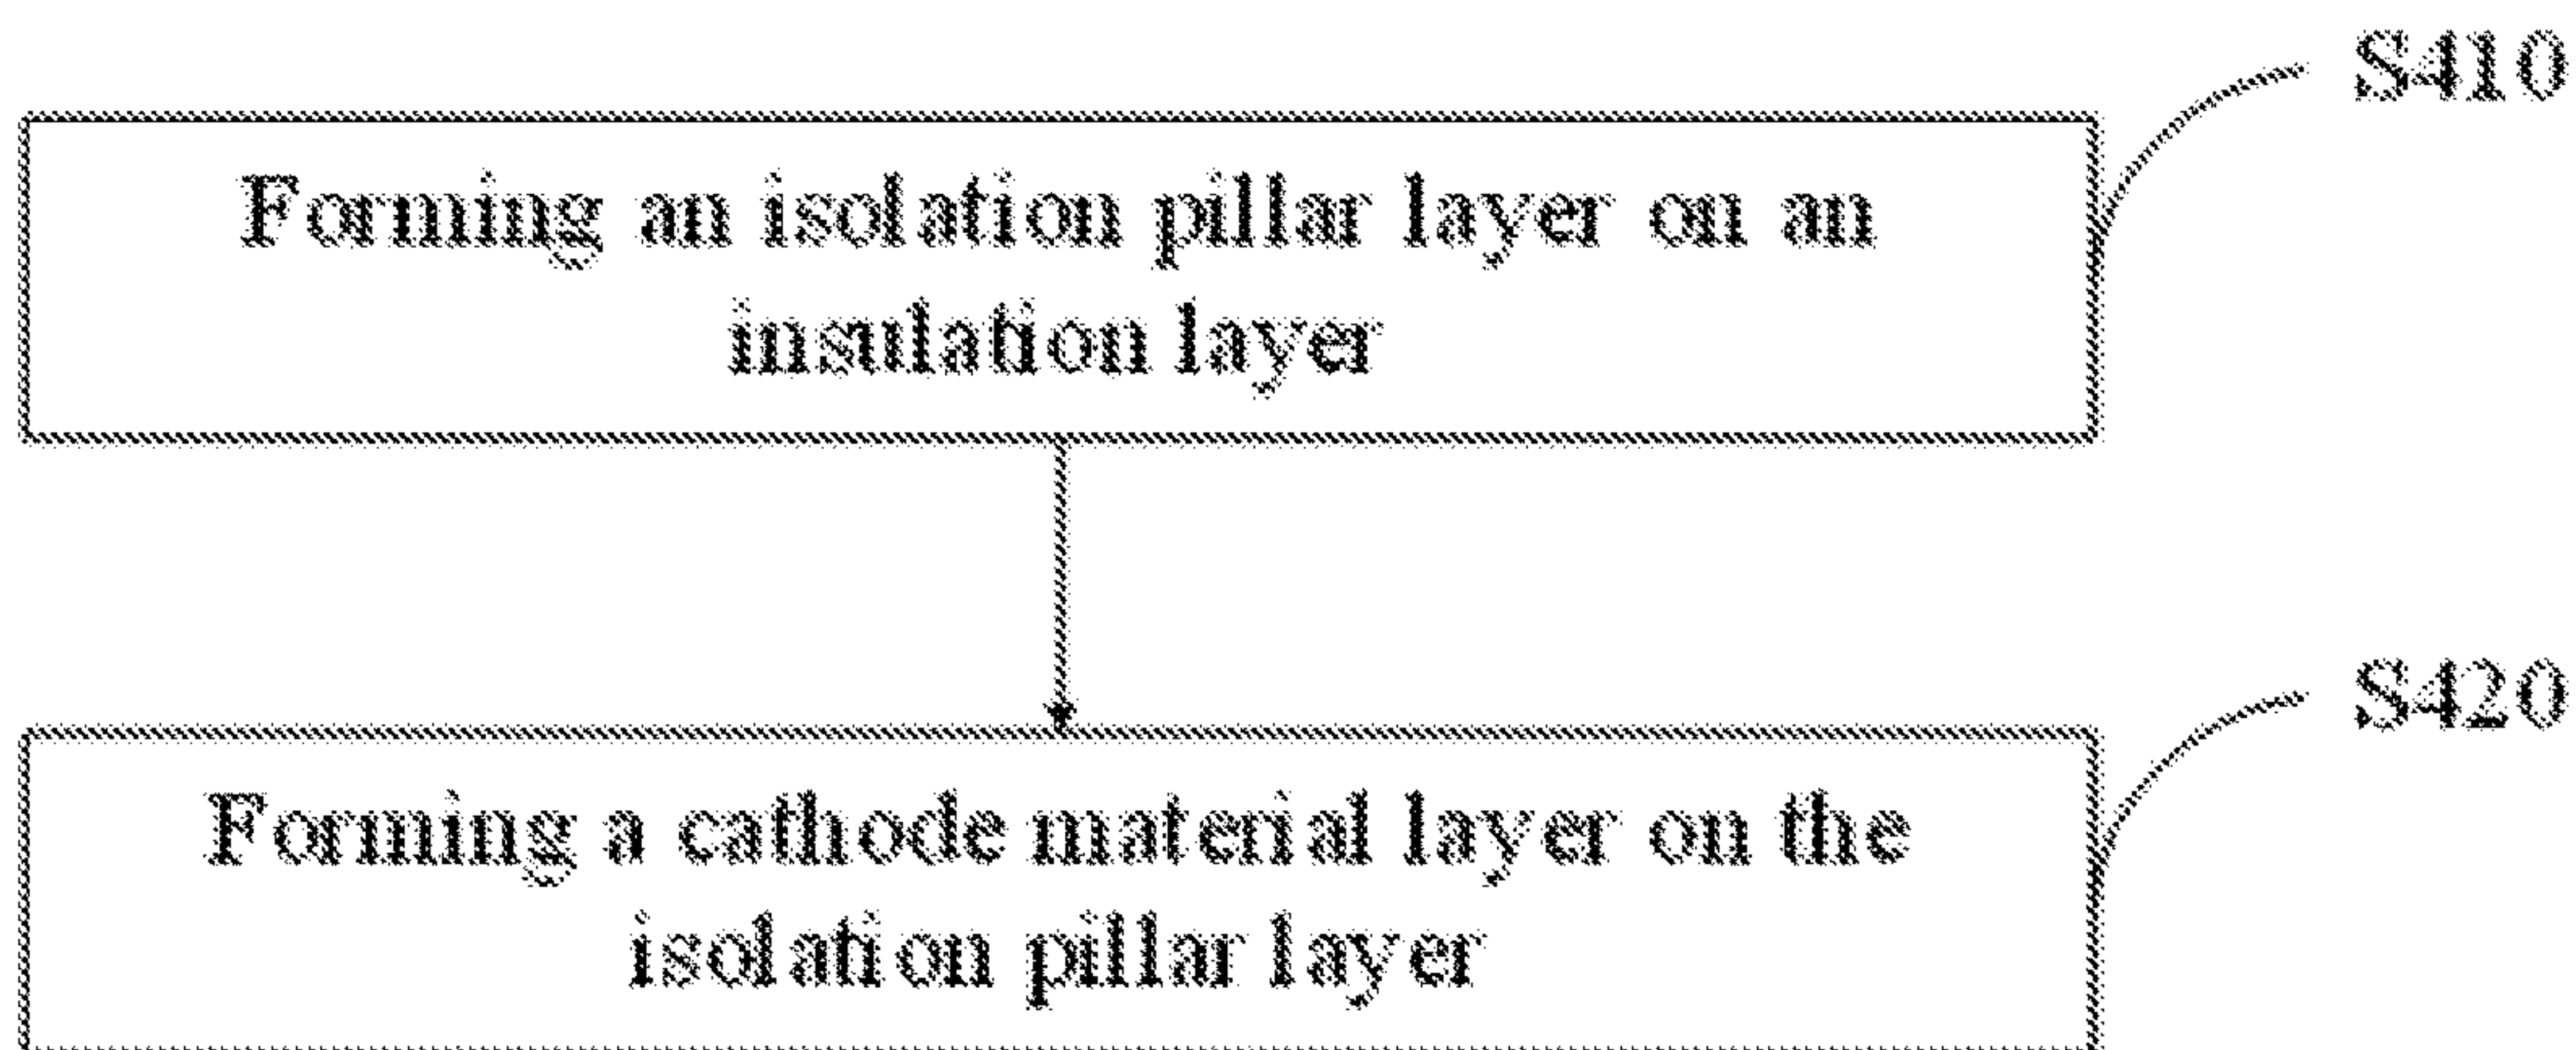 S410
Forming an isolation pillar layer on an
insulation layer
S420
Forming a cathode material layer on the
isolation pillar layer